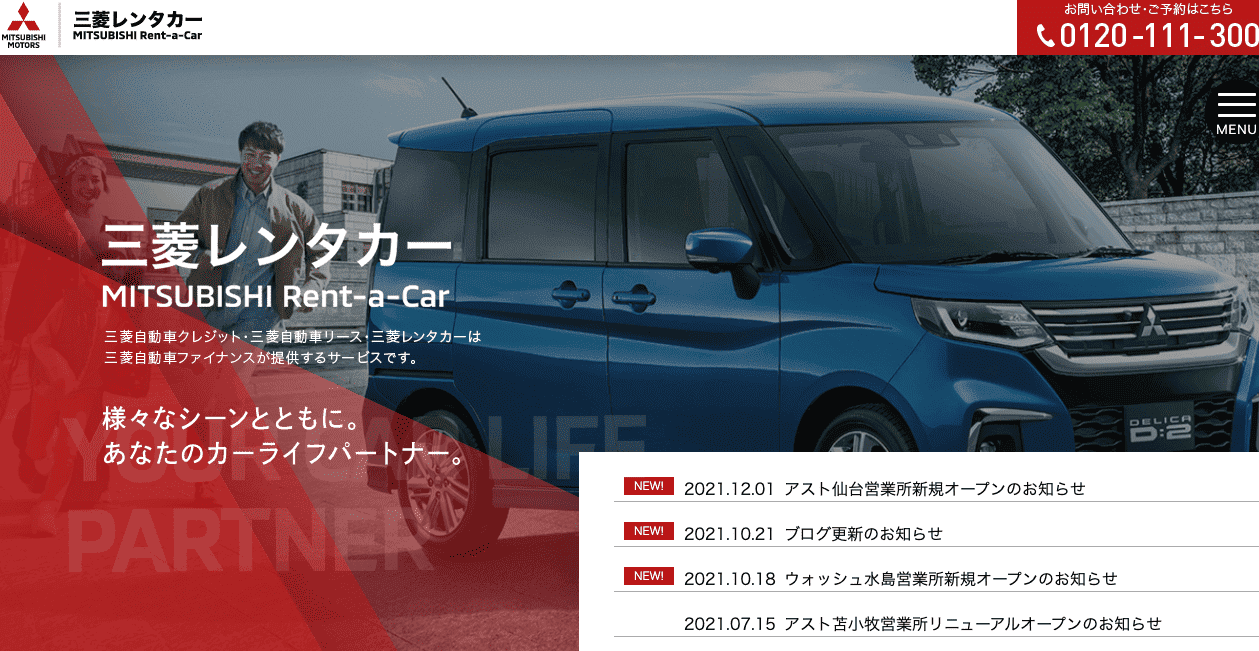 MITSUBISHI
MOTORS
三菱レンタカー
MITSUBISHI Rent-a-Car
お問い合わせ・ご予約はこちら
0120-111-300
MENU
三菱レンタカー
MITSUBISHI Rent-a-Car
三菱自動車クレジット・三菱自動車リース・三菱レンタカーは
三菱自動車ファイナンスが提供するサービスです。
様々なシーンとともに。
あなたのカーライフパートナー。
YOUR CAR LIFE
PARTNER
DELICA
D:2
NEW! 2021.12.01 アスト仙台営業所新規オープンのお知らせ
NEW! 2021.10.21 ブログ更新のお知らせ
NEW! 2021.10.18 ウォッシュ水島営業所新規オープンのお知らせ
2021.07.15 アスト苫小牧営業所リニューアルオープンのお知らせ